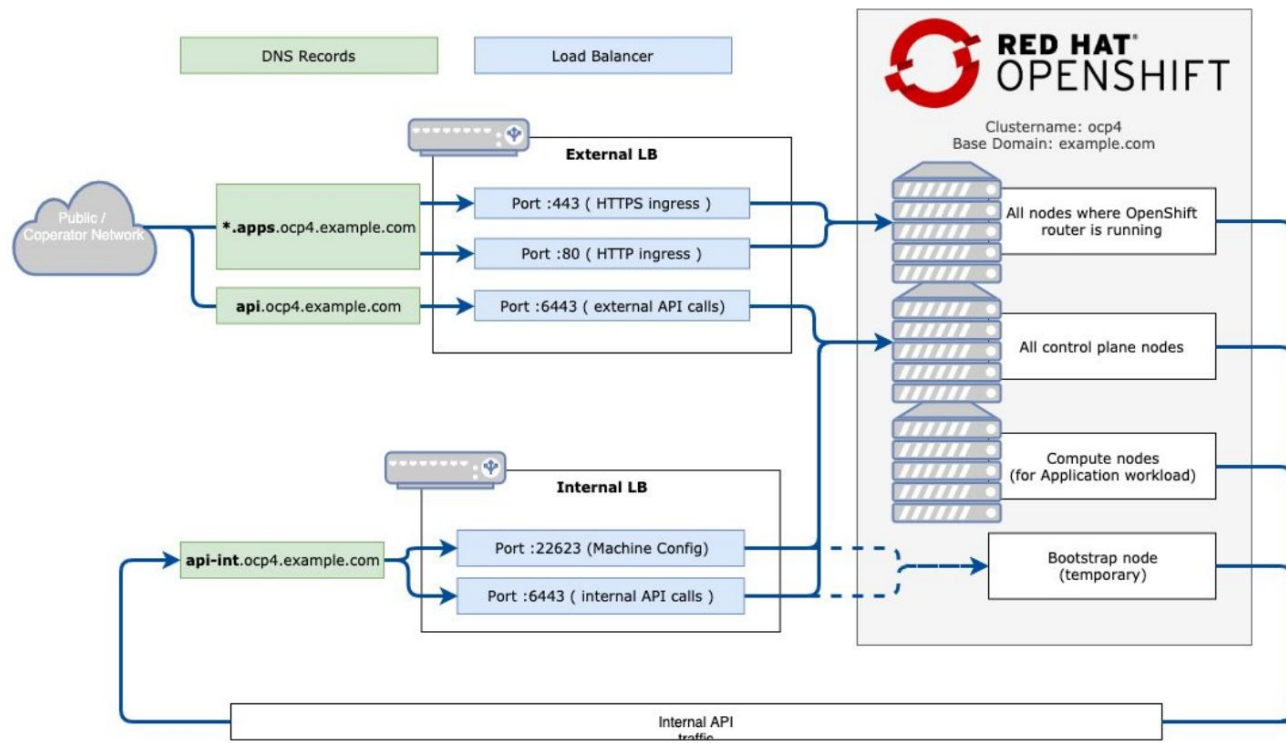 DNS Records
Load Balancer
RED HAT®
OPENSHIFT
Clustername: ocp4
Base Domain: example.com
External LB
Public /
Coperator Network
*.apps.ocp4.example.com
Port :443 ( HTTPS ingress )
Port :80 ( HTTP ingress )
All nodes where OpenShift
router is running
api.ocp4.example.com
Port :6443 ( external API calls)
All control plane nodes
Internal LB
Compute nodes
(for Application workload)
api-int.ocp4.example.com
Port :22623 (Machine Config)
Port :6443 ( internal API calls )
Bootstrap node
(temporary)
Internal API
traffic